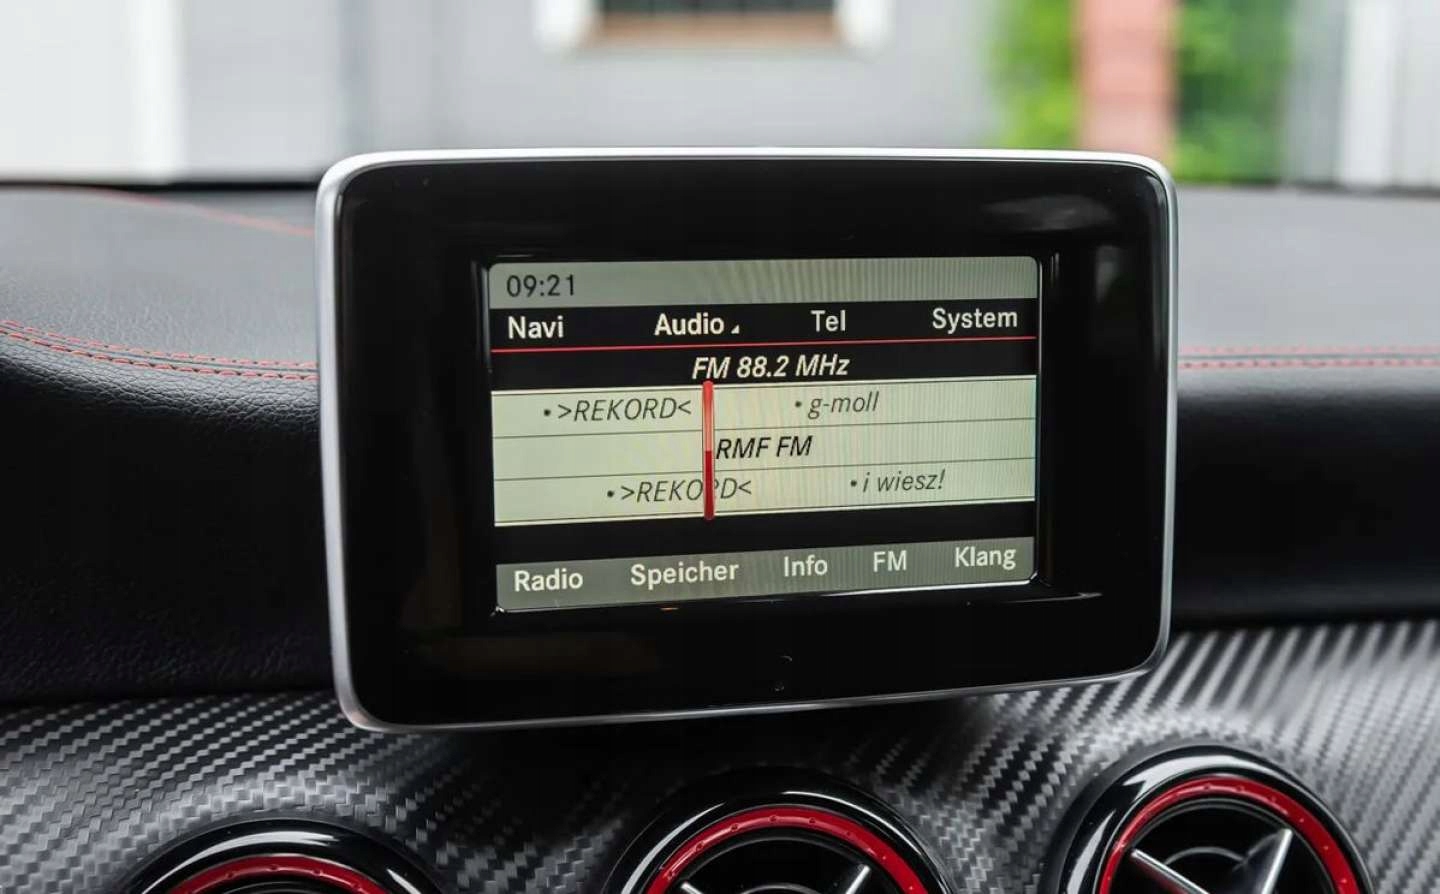 09:21
Navi Audio Tel System
FM 88.2 MHz
•>REKORD< •g-moll
RMF FM
•>REKORD< •i wiesz!
Radio Speicher Info FM Klang